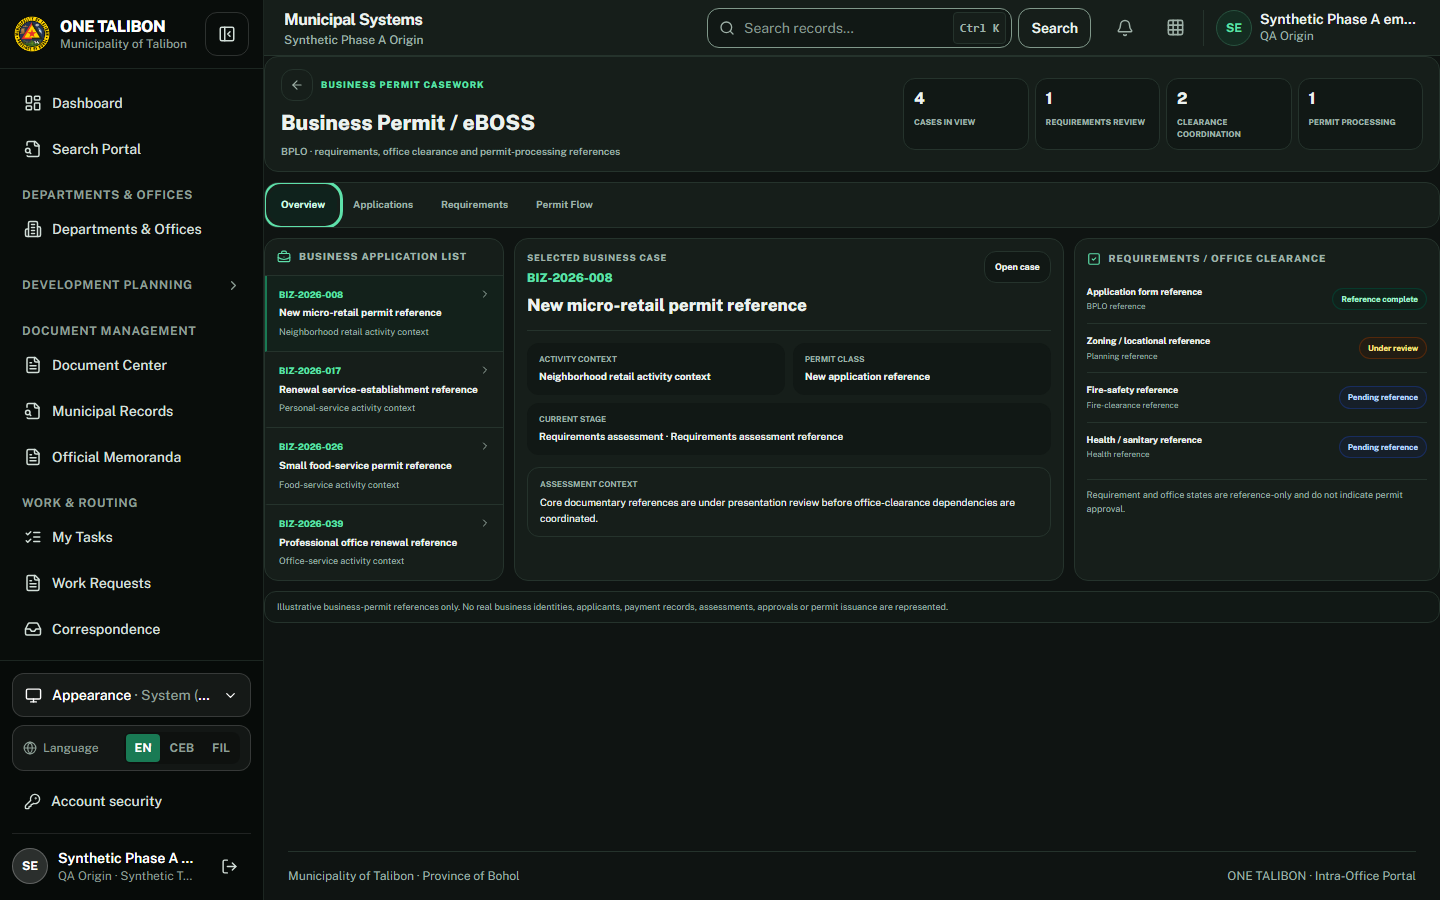 ONE TALIBON
Municipality of Talibon
Dashboard
Search Portal
DEPARTMENTS & OFFICES
Departments & Offices
DEVELOPMENT PLANNING
DOCUMENT MANAGEMENT
Document Center
Municipal Records
Official Memoranda
WORK & ROUTING
My Tasks
Work Requests
Correspondence
Appearance · System (...
Language EN CEB FIL
Account security
SE Synthetic Phase A ...
QA Origin · Synthetic T...
Municipal Systems
Synthetic Phase A Origin
Search records... Ctrl K Search
SE Synthetic Phase A em...
QA Origin
BUSINESS PERMIT CASEWORK
Business Permit / eBOSS
BPLO · requirements, office clearance and permit-processing references
4
CASES IN VIEW
1
REQUIREMENTS REVIEW
2
CLEARANCE
COORDINATION
1
PERMIT PROCESSING
Overview Applications Requirements Permit Flow
BUSINESS APPLICATION LIST
BIZ-2026-008
New micro-retail permit reference
Neighborhood retail activity context
BIZ-2026-017
Renewal service-establishment reference
Personal-service activity context
BIZ-2026-026
Small food-service permit reference
Food-service activity context
BIZ-2026-039
Professional office renewal reference
Office-service activity context
SELECTED BUSINESS CASE
BIZ-2026-008
New micro-retail permit reference
Open case
ACTIVITY CONTEXT
Neighborhood retail activity context
PERMIT CLASS
New application reference
CURRENT STAGE
Requirements assessment · Requirements assessment reference
ASSESSMENT CONTEXT
Core documentary references are under presentation review before office-clearance dependencies are
coordinated.
REQUIREMENTS / OFFICE CLEARANCE
Application form reference
BPLO reference
Reference complete
Zoning / locational reference
Planning reference
Under review
Fire-safety reference
Fire-clearance reference
Pending reference
Health / sanitary reference
Health reference
Pending reference
Requirement and office states are reference-only and do not indicate permit
approval.
Illustrative business-permit references only. No real business identities, applicants, payment records, assessments, approvals or permit issuance are represented.
Municipality of Talibon · Province of Bohol
ONE TALIBON · Intra-Office Portal